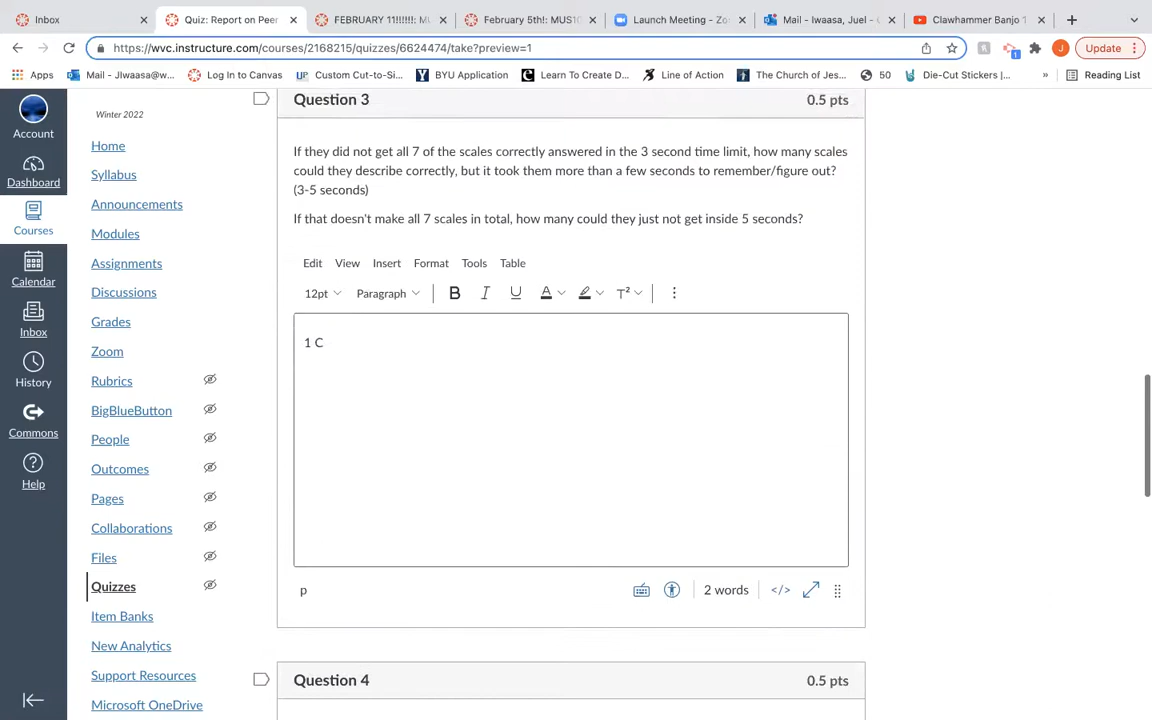 Inbox
Quiz: Report on Peer
FEBRUARY 11!!!!!!: MU
February 5th!: MUS10
Launch Meeting - Zo
Mail - Iwaasa, Juel -
Clawhammer Banjo 1
https://wvc.instructure.com/courses/2168215/quizzes/6624474/take?preview=1
J
Update
Apps
Mail - JIwaasa@w...
Log In to Canvas
UP
Custom Cut-to-Si...
BYU Application
Learn To Create D...
Line of Action
The Church of Jes...
50
Die-Cut Stickers |...
»
Reading List
Account
Dashboard
Courses
Calendar
Inbox
History
Commons
Help
Winter 2022
Home
Syllabus
Announcements
Modules
Assignments
Discussions
Grades
Zoom
Rubrics
BigBlueButton
People
Outcomes
Pages
Collaborations
Files
Quizzes
Item Banks
New Analytics
Support Resources
Microsoft OneDrive
Question 3
0.5 pts
If they did not get all 7 of the scales correctly answered in the 3 second time limit, how many scales
could they describe correctly, but it took them more than a few seconds to remember/figure out?
(3-5 seconds)
If that doesn't make all 7 scales in total, how many could they just not get inside 5 seconds?
Edit View Insert Format Tools Table
12pt Paragraph B I U A T²
1 C
p
2 words
</>
Question 4
0.5 pts